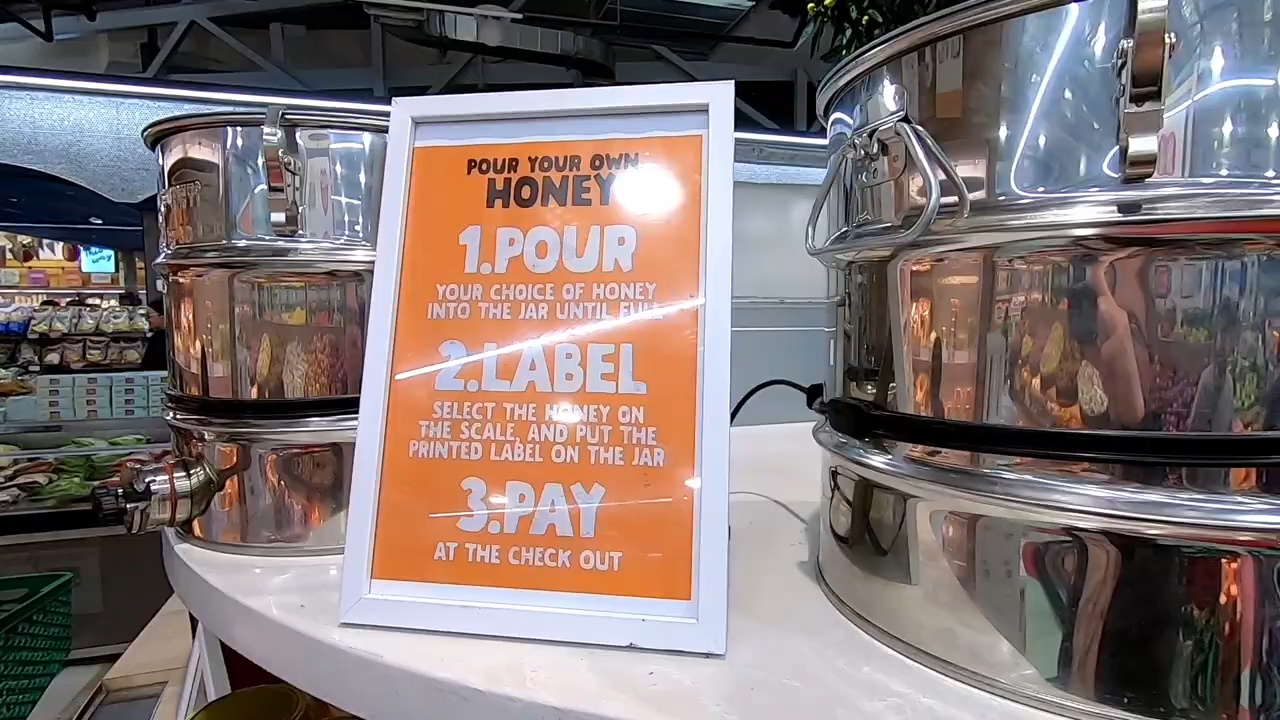 POUR YOUR OWN
HONEY
1.POUR
YOUR CHOICE OF HONEY
INTO THE JAR UNTIL FULL
2.LABEL
SELECT THE HONEY ON
THE SCALE, AND PUT THE
PRINTED LABEL ON THE JAR
3.PAY
AT THE CHECK OUT